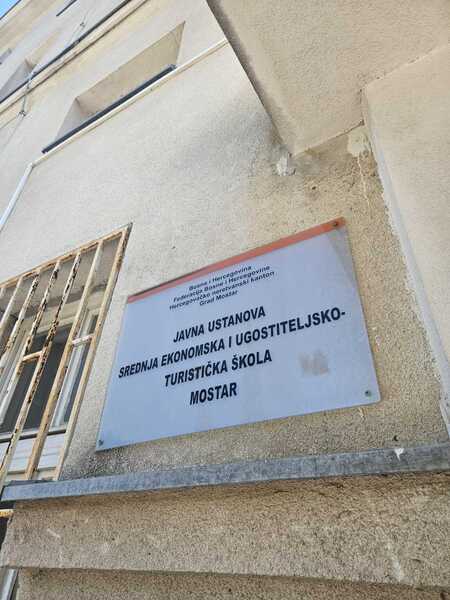 Bosna i Hercegovina
Federacija Bosne i Hercegovine
Hercegovačko neretvanski kanton
Grad Mostar
JAVNA USTANOVA
SREDNJA EKONOMSKA I UGOSTITELJSKO-
TURISTIČKA ŠKOLA
MOSTAR